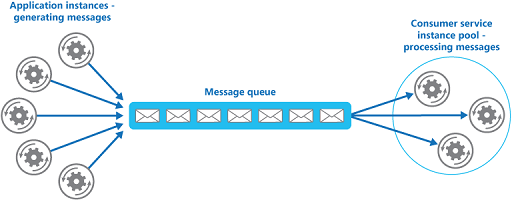 Application instances -
generating messages
Message queue
Consumer service
instance pool -
processing messages